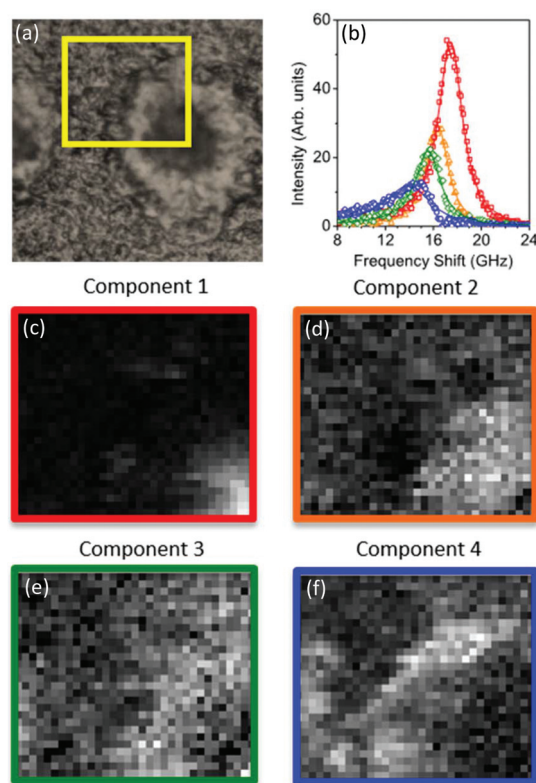 (a)
(b)
Intensity (Arb. units)
60
40
20
0
8 12 16 20 24
Frequency Shift (GHz)
Component 1
Component 2
(c)
(d)
Component 3
Component 4
(e)
(f)